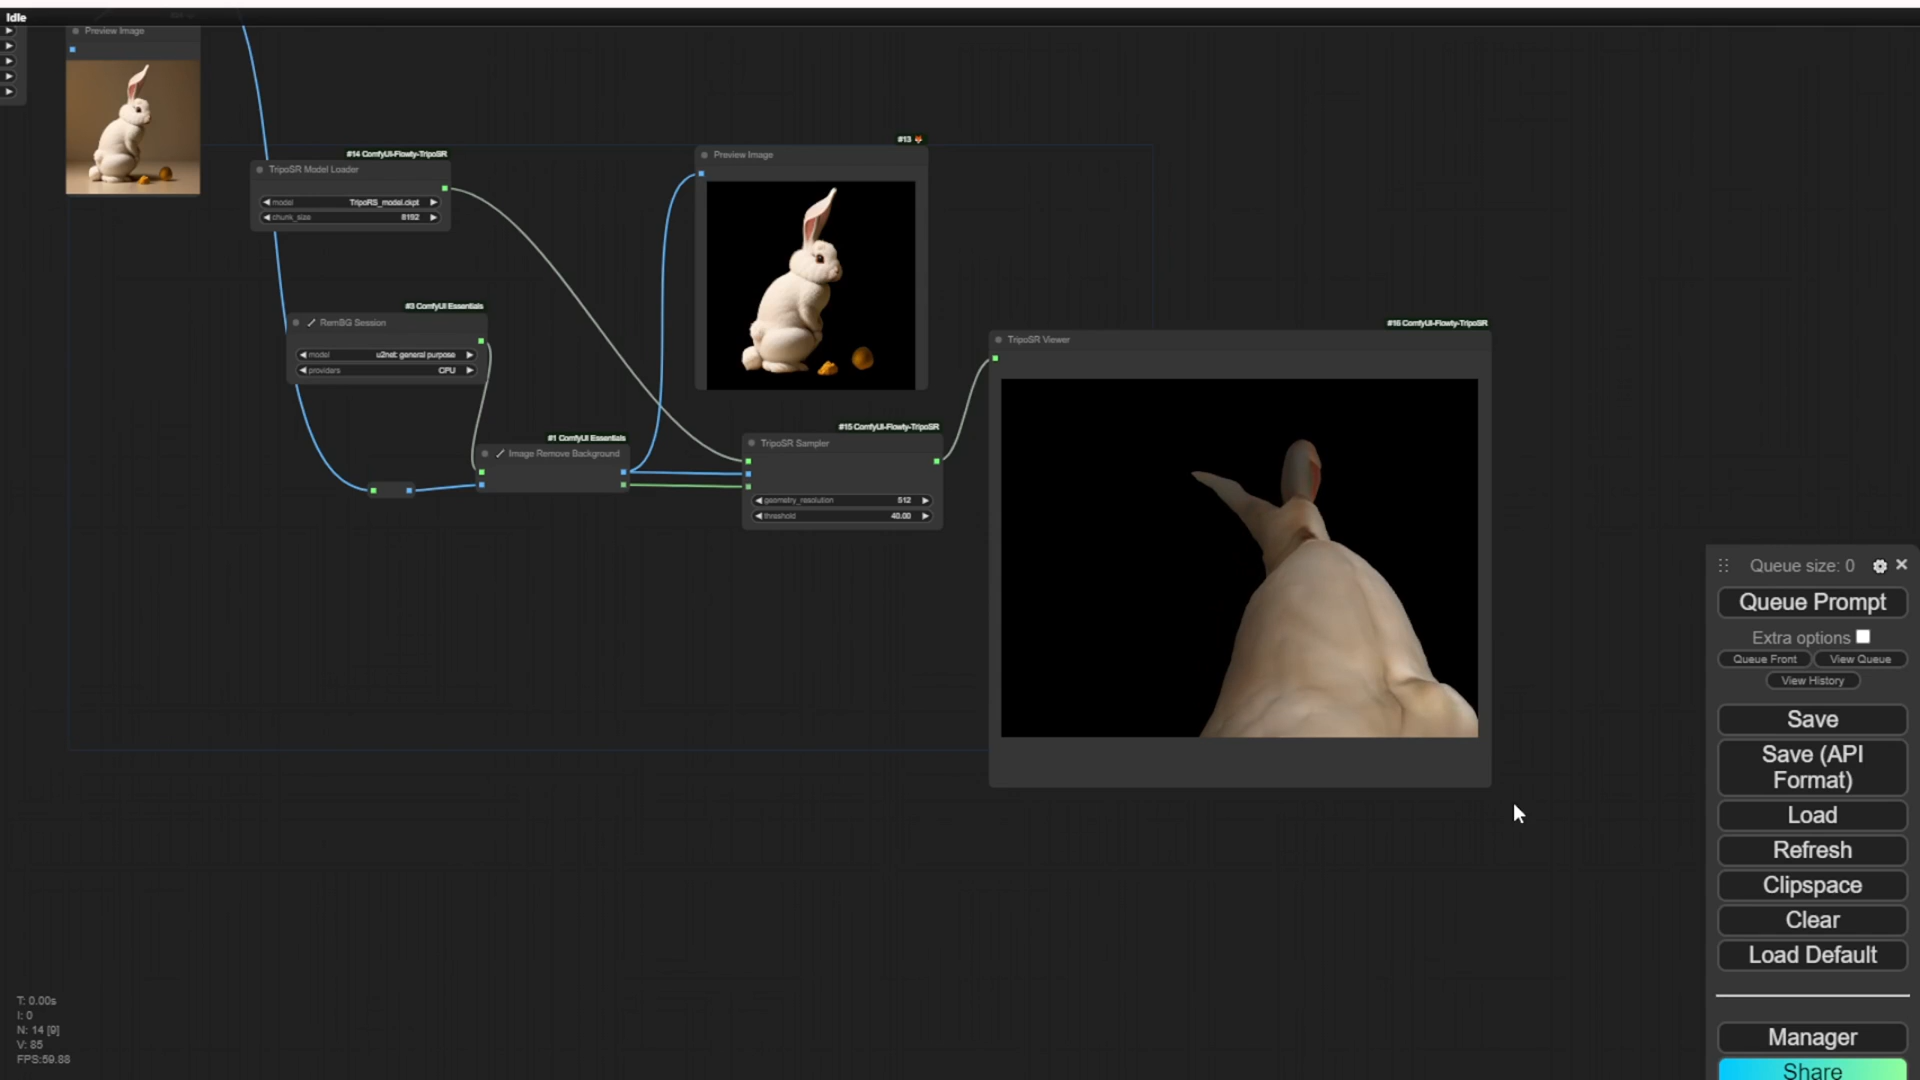 Idle
Preview Image
#14 ComfyUI-Flowty-TripoSR
TripoSR Model Loader
model TripoRS_model.ckpt
chunk_size 8192
#3 ComfyUI Essentials
RemBG Session
model u2net: general purpose
providers CPU
#1 ComfyUI Essentials
Image Remove Background
#13
Preview Image
#15 ComfyUI-Flowty-TripoSR
TripoSR Sampler
geometry_resolution 512
threshold 40.00
#16 ComfyUI-Flowty-TripoSR
TripoSR Viewer
Queue size: 0
Queue Prompt
Extra options
Queue Front View Queue
View History
Save
Save (API
Format)
Load
Refresh
Clipspace
Clear
Load Default
Manager
Share
T: 0.00s
I: 0
N: 14 [9]
V: 85
FPS:59.88